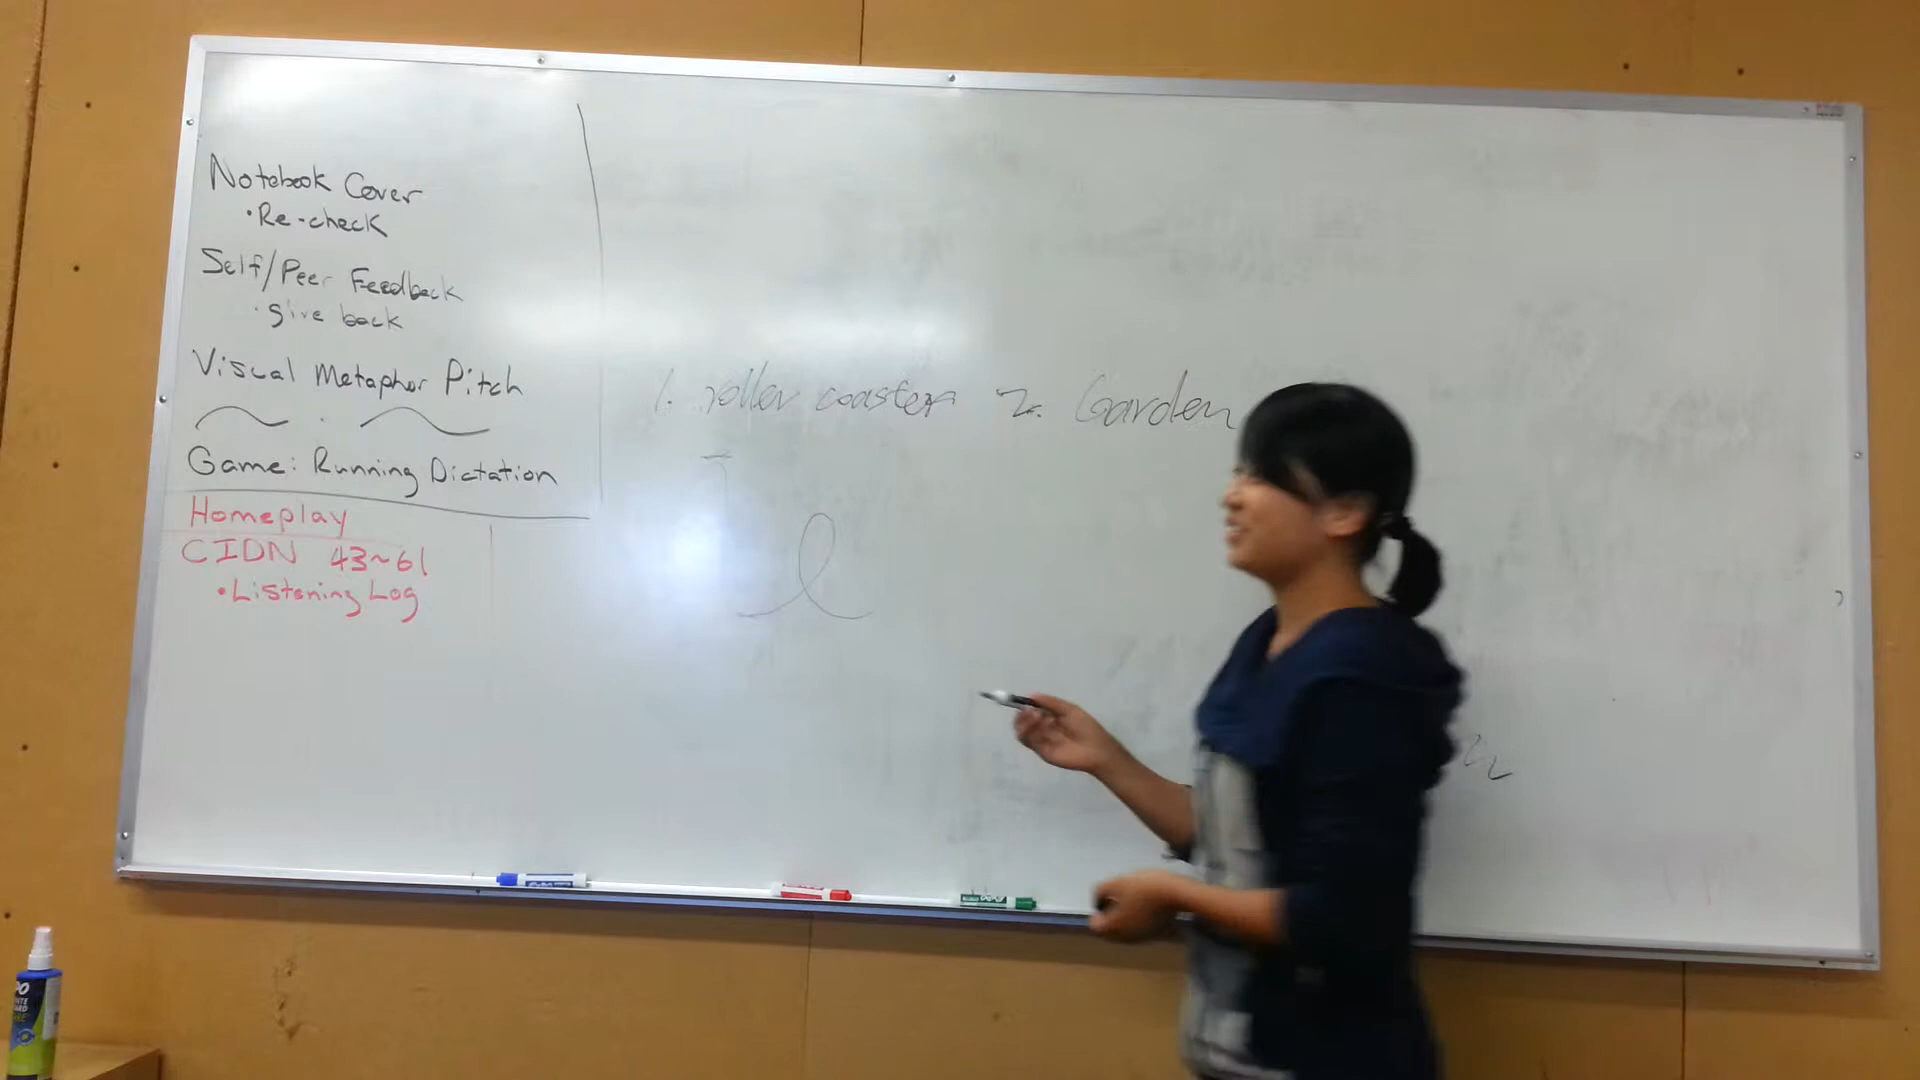 Notebook Cover
• Re-check
Self/Peer Feedback
• give back
Visual Metaphor Pitch
Game: Running Dictation
Homeplay
CIDN 43~61
• Listening Log
1. roller coaster 2. Garden